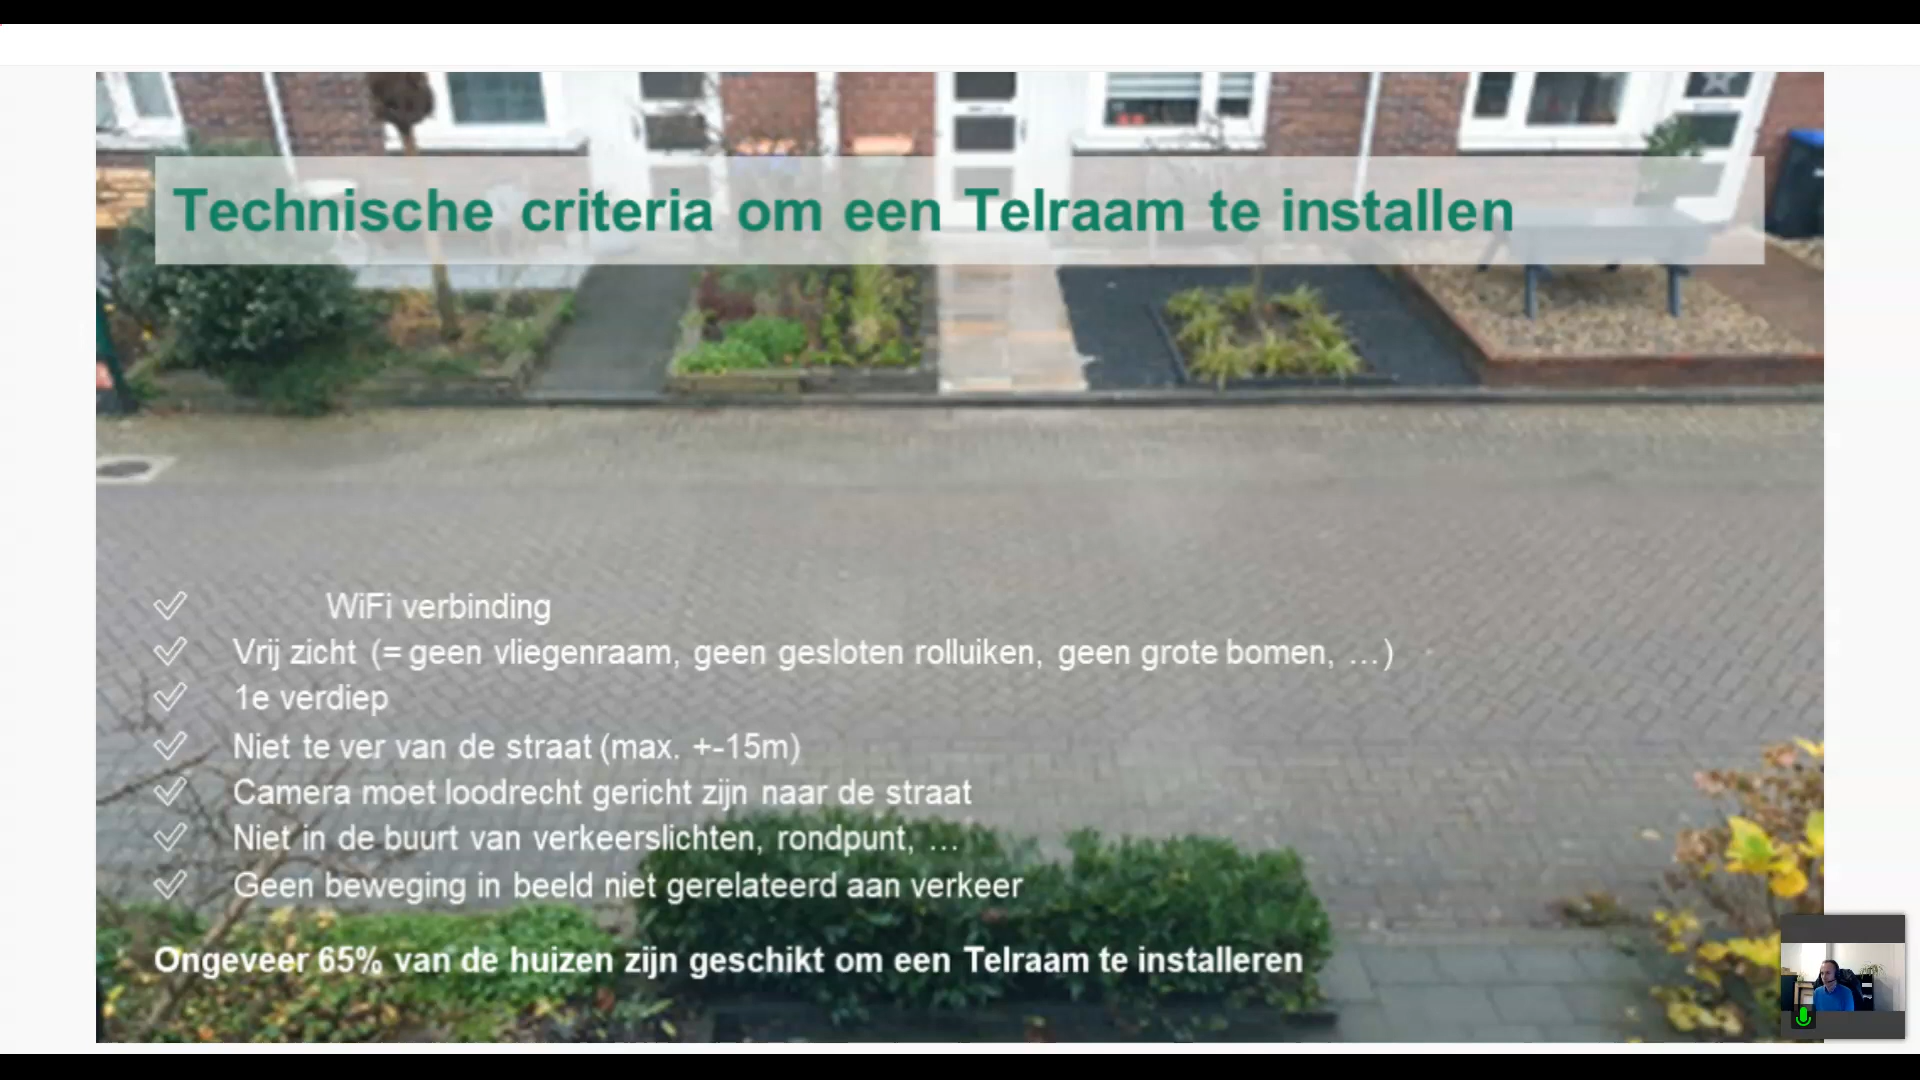 Technische criteria om een Telraam te installen
WiFi verbinding
Vrij zicht (= geen vliegenraam, geen gesloten rolluiken, geen grote bomen, …)
1e verdiep
Niet te ver van de straat (max. +-15m)
Camera moet loodrecht gericht zijn naar de straat
Niet in de buurt van verkeerslichten, rondpunt, …
Geen beweging in beeld niet gerelateerd aan verkeer
Ongeveer 65% van de huizen zijn geschikt om een Telraam te installeren